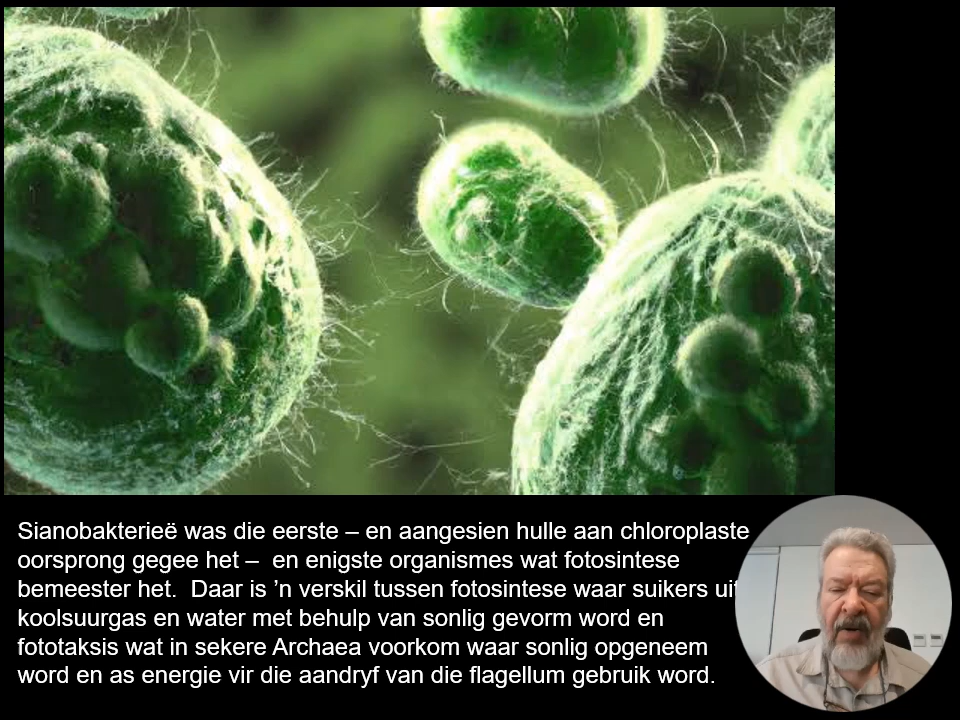 Sianobakterieë was die eerste – en aangesien hulle aan chloroplaste
oorsprong gegee het –  en enigste organismes wat fotosintese
bemeester het.  Daar is ’n verskil tussen fotosintese waar suikers uit
koolsuurgas en water met behulp van sonlig gevorm word en
fototaksis wat in sekere Archaea voorkom waar sonlig opgeneem
word en as energie vir die aandryf van die flagellum gebruik word.